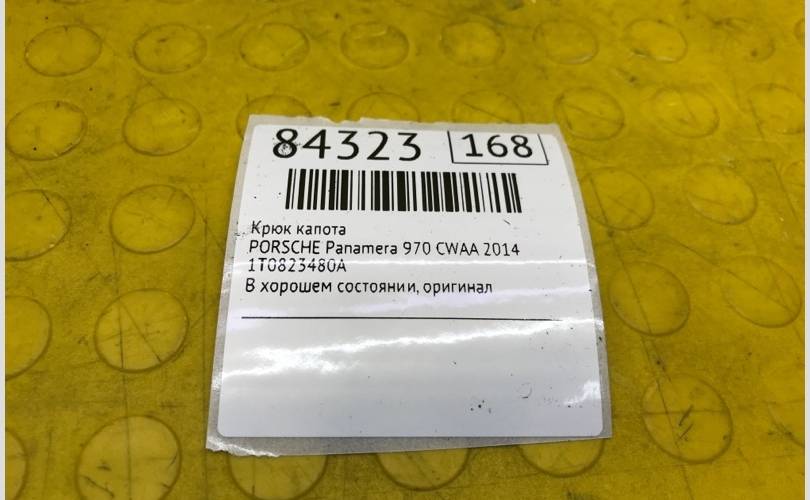 84323 168
Крюк капота
PORSCHE Panamera 970 CWAA 2014
1T0823480A
В хорошем состоянии, оригинал